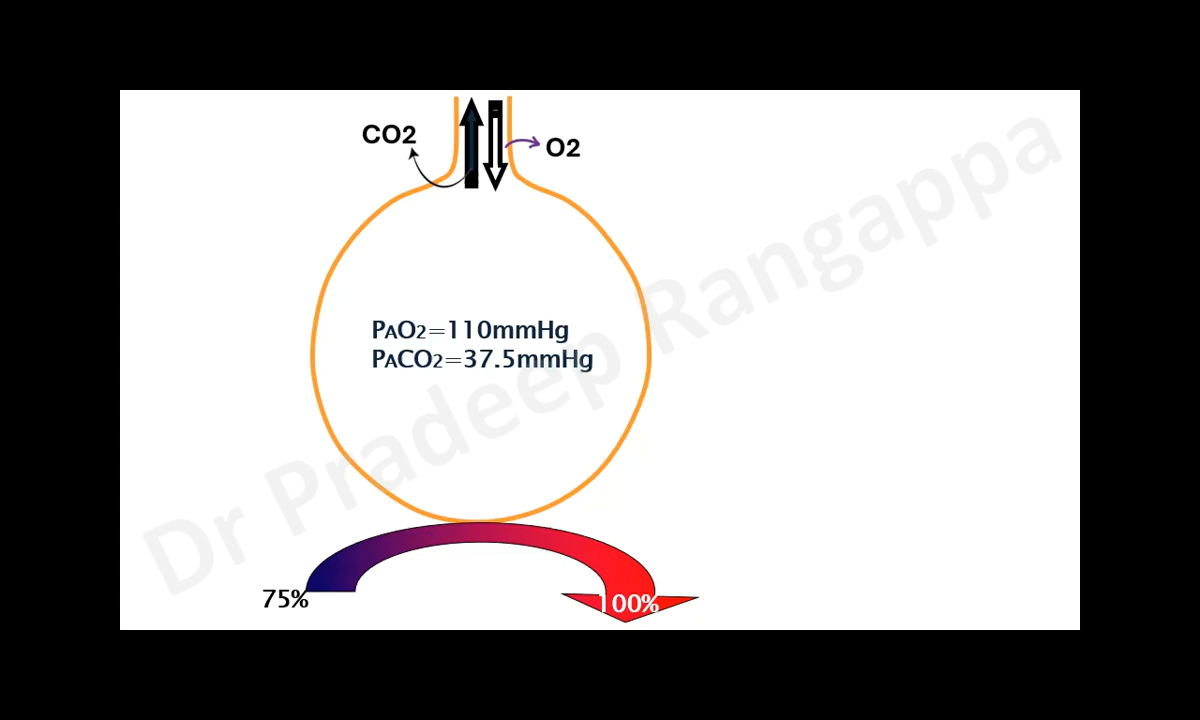 CO2
O2
PAO2=110mmHg
PACO2=37.5mmHg
75%
100%
Dr Pradeep Rangappa